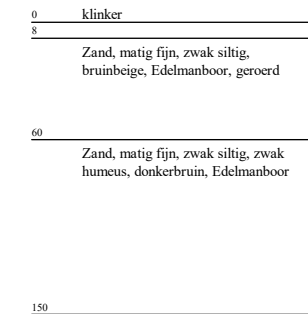 0 klinker
8
Zand, matig fijn, zwak siltig,
bruinbeige, Edelmanboor, geroerd
60
Zand, matig fijn, zwak siltig, zwak
humeus, donkerbruin, Edelmanboor
150